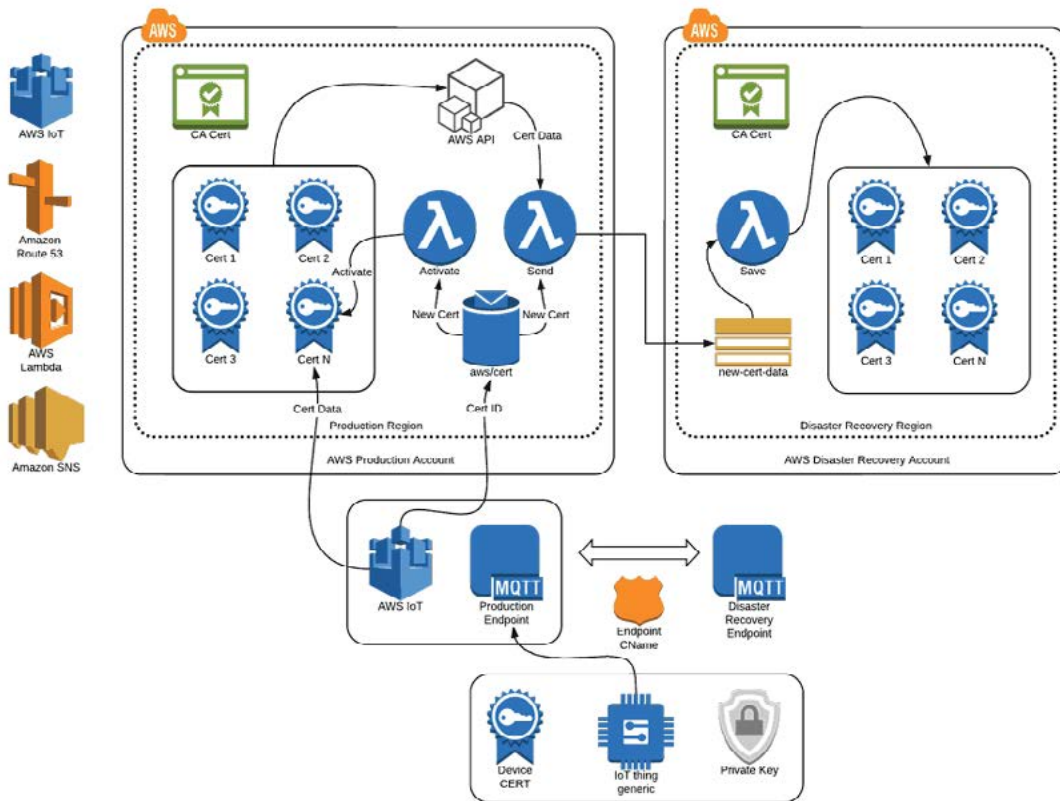 AWS IoT
Amazon
Route 53
AWS
Lambda
Amazon SNS
AWS
CA Cert
AWS API
Cert Data
Cert 1
Cert 2
Activate
Cert 3
Cert N
Activate
Send
New Cert
New Cert
aws/cert
Cert Data
Cert ID
Production Region
AWS Production Account
AWS
CA Cert
Save
new-cert-data
Cert 1
Cert 2
Cert 3
Cert N
Disaster Recovery Region
AWS Disaster Recovery Account
AWS IoT
MQTT
Production
Endpoint
Endpoint
CName
MQTT
Disaster
Recovery
Endpoint
Device
CERT
IoT thing
generic
Private Key